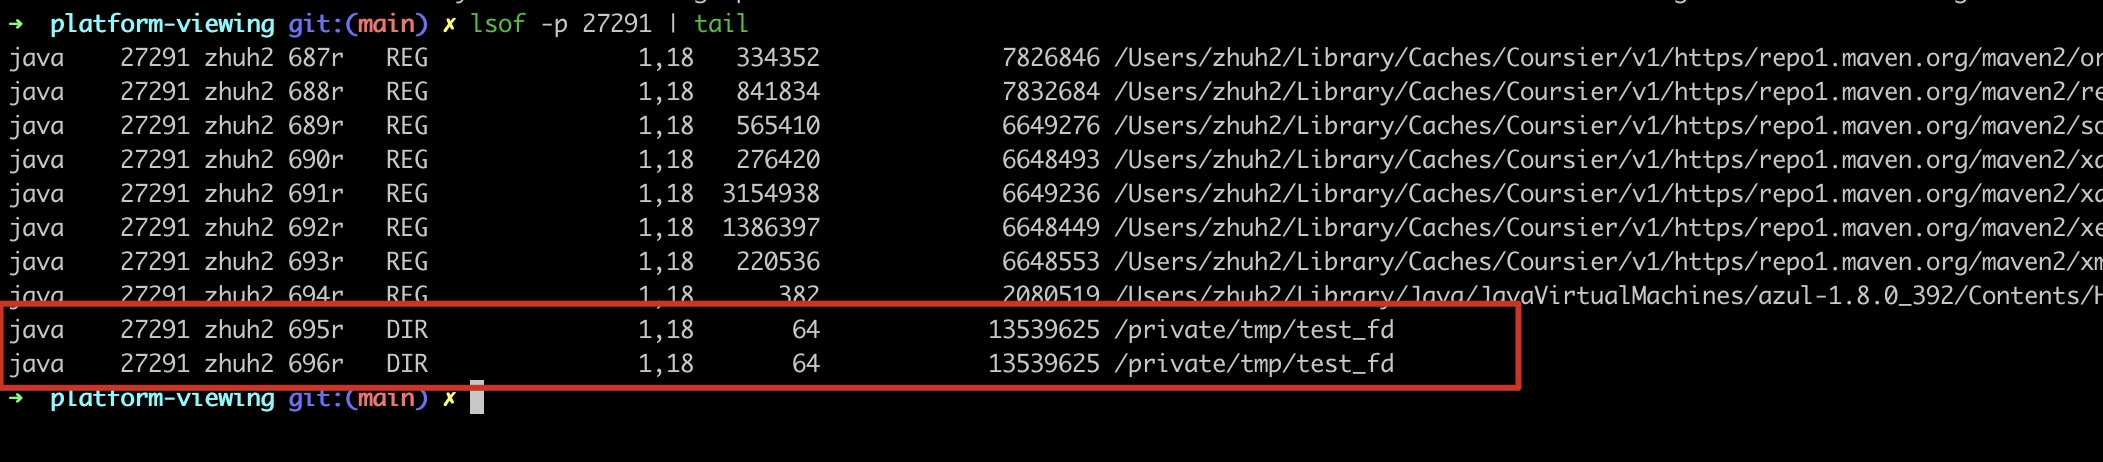 ➜ platform-viewing git:(main) ✗ lsof -p 27291 | tail
java 27291 zhuh2 687r REG 1,18 334352 7826846 /Users/zhuh2/Library/Caches/Coursier/v1/https/repo1.maven.org/maven2/or
java 27291 zhuh2 688r REG 1,18 841834 7832684 /Users/zhuh2/Library/Caches/Coursier/v1/https/repo1.maven.org/maven2/re
java 27291 zhuh2 689r REG 1,18 565410 6649276 /Users/zhuh2/Library/Caches/Coursier/v1/https/repo1.maven.org/maven2/
java 27291 zhuh2 690r REG 1,18 276420 6648493 /Users/zhuh2/Library/Caches/Coursier/v1/https/repo1.maven.org/maven2/
java 27291 zhuh2 691r REG 1,18 3154938 6649236 /Users/zhuh2/Library/Caches/Coursier/v1/https/repo1.maven.org/maven2/
java 27291 zhuh2 692r REG 1,18 1386397 6648449 /Users/zhuh2/Library/Caches/Coursier/v1/https/repo1.maven.org/maven2/xe
java 27291 zhuh2 693r REG 1,18 220536 6648553 /Users/zhuh2/Library/Caches/Coursier/v1/https/repo1.maven.org/maven2/xm
java 27291 zhuh2 694r REG 1,18 382 2080519 /Users/zhuh2/Library/Java/JavaVirtualMachines/azul-1.8.0_392/Contents/H
java 27291 zhuh2 695r DIR 1,18 64 13539625 /private/tmp/test_fd
java 27291 zhuh2 696r DIR 1,18 64 13539625 /private/tmp/test_fd
➜ platform-viewing git:(main) ✗